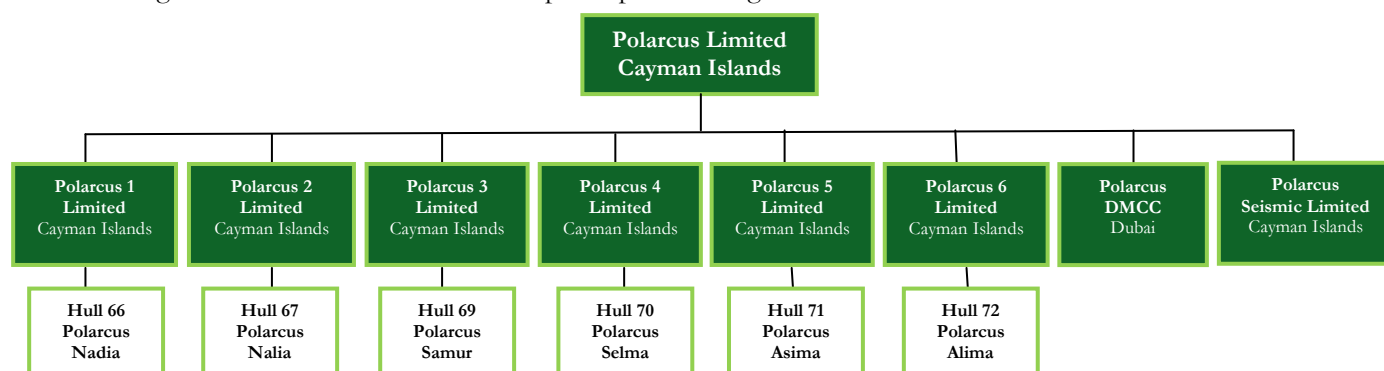 Polarcus Limited
Cayman Islands
Polarcus 1
Limited
Cayman Islands
Polarcus 2
Limited
Cayman Islands
Polarcus 3
Limited
Cayman Islands
Polarcus 4
Limited
Cayman Islands
Polarcus 5
Limited
Cayman Islands
Polarcus 6
Limited
Cayman Islands
Polarcus
DMCC
Dubai
Polarcus
Seismic Limited
Cayman Islands
Hull 66
Polarcus
Nadia
Hull 67
Polarcus
Nalia
Hull 69
Polarcus
Samur
Hull 70
Polarcus
Selma
Hull 71
Polarcus
Asima
Hull 72
Polarcus
Alima